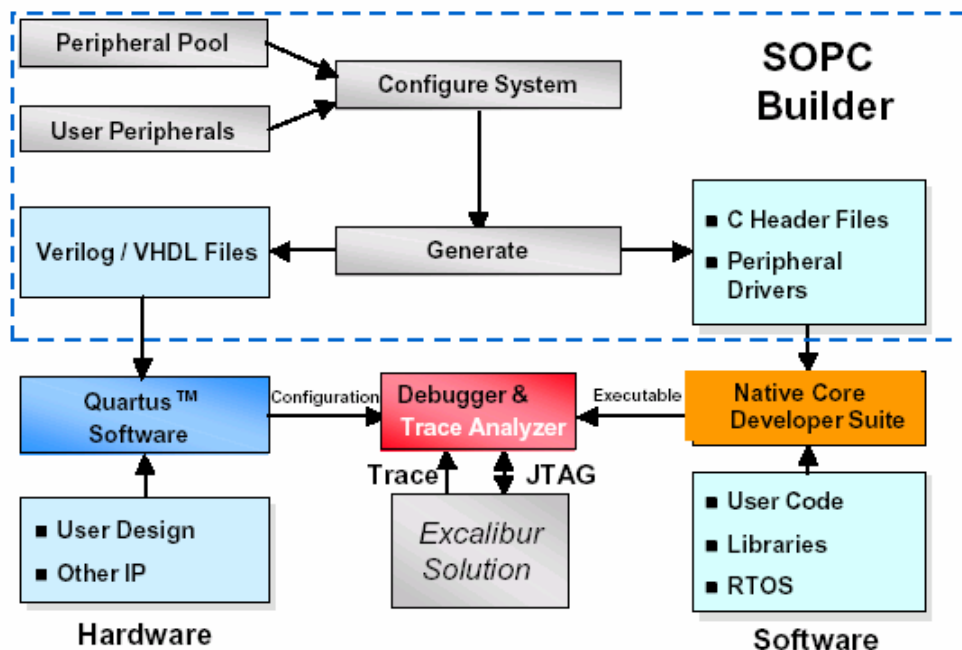 Peripheral Pool
SOPC
Builder
Configure System
User Peripherals
Verilog / VHDL Files
Generate
■ C Header Files
■ Peripheral
Drivers
Quartus™
Software
Configuration
Debugger &
Trace Analyzer
Executable
Native Core
Developer Suite
Trace
JTAG
■ User Design
■ Other IP
Excalibur
Solution
■ User Code
■ Libraries
■ RTOS
Hardware
Software